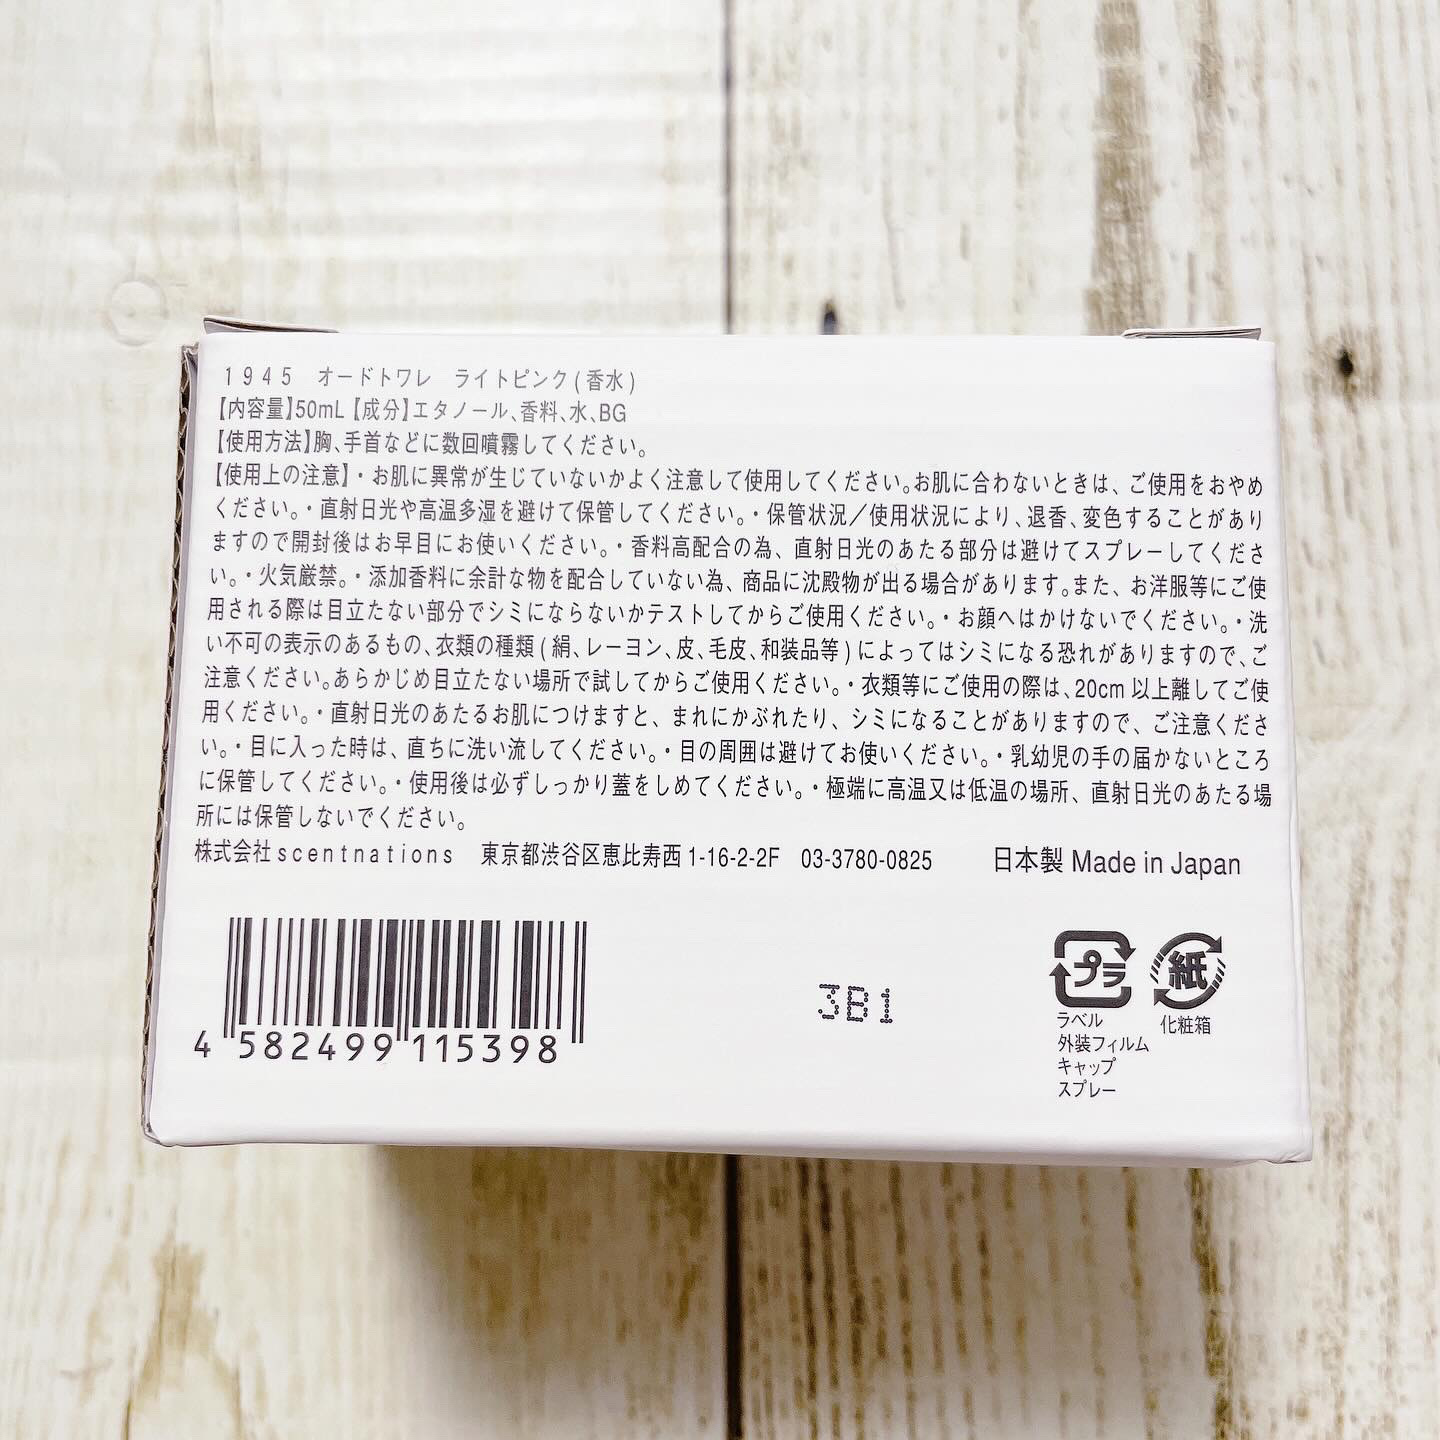 1945 オードトワレ ライトピンク(香水)
【内容量】50mL【成分】エタノール、香料、水、BG
【使用方法】胸、手首などに数回噴霧してください。
【使用上の注意】・お肌に異常が生じていないかよく注意して使用してください。お肌に合わないときは、ご使用をおやめ
ください。・直射日光や高温多湿を避けて保管してください。・保管状況/使用状況により、退香、変色することがあり
ますので開封後はお早目にお使いください。・香料高配合の為、直射日光のあたる部分は避けてスプレーしてくださ
い。・火気厳禁。・添加香料に余計な物を配合していない為、商品に沈殿物が出る場合があります。また、お洋服等にご使
用される際は目立たない部分でシミにならないかテストしてからご使用ください。・お顔へはかけないでください。・洗
い不可の表示のあるもの、衣類の種類(絹、レーヨン、皮、毛皮、和装品等)によってはシミになる恐れがありますので、ご
注意ください。あらかじめ目立たない場所で試してからご使用ください。・衣類等にご使用の際は、20cm以上離してご使
用ください。・直射日光のあたるお肌につけますと、まれにかぶれたり、シミになることがありますので、ご注意くださ
い。・目に入った時は、直ちに洗い流してください。・目の周囲は避けてお使いください。・乳幼児の手の届かないところ
に保管してください。・使用後は必ずしっかり蓋をしめてください。・極端に高温又は低温の場所、直射日光のあたる場
所には保管しないでください。
株式会社scentnations 東京都渋谷区恵比寿西1-16-2-2F 03-3780-0825 日本製 Made in Japan
4 582499 115398
3B1
プラ 紙
ラベル 化粧箱
外装フィルム
キャップ
スプレー